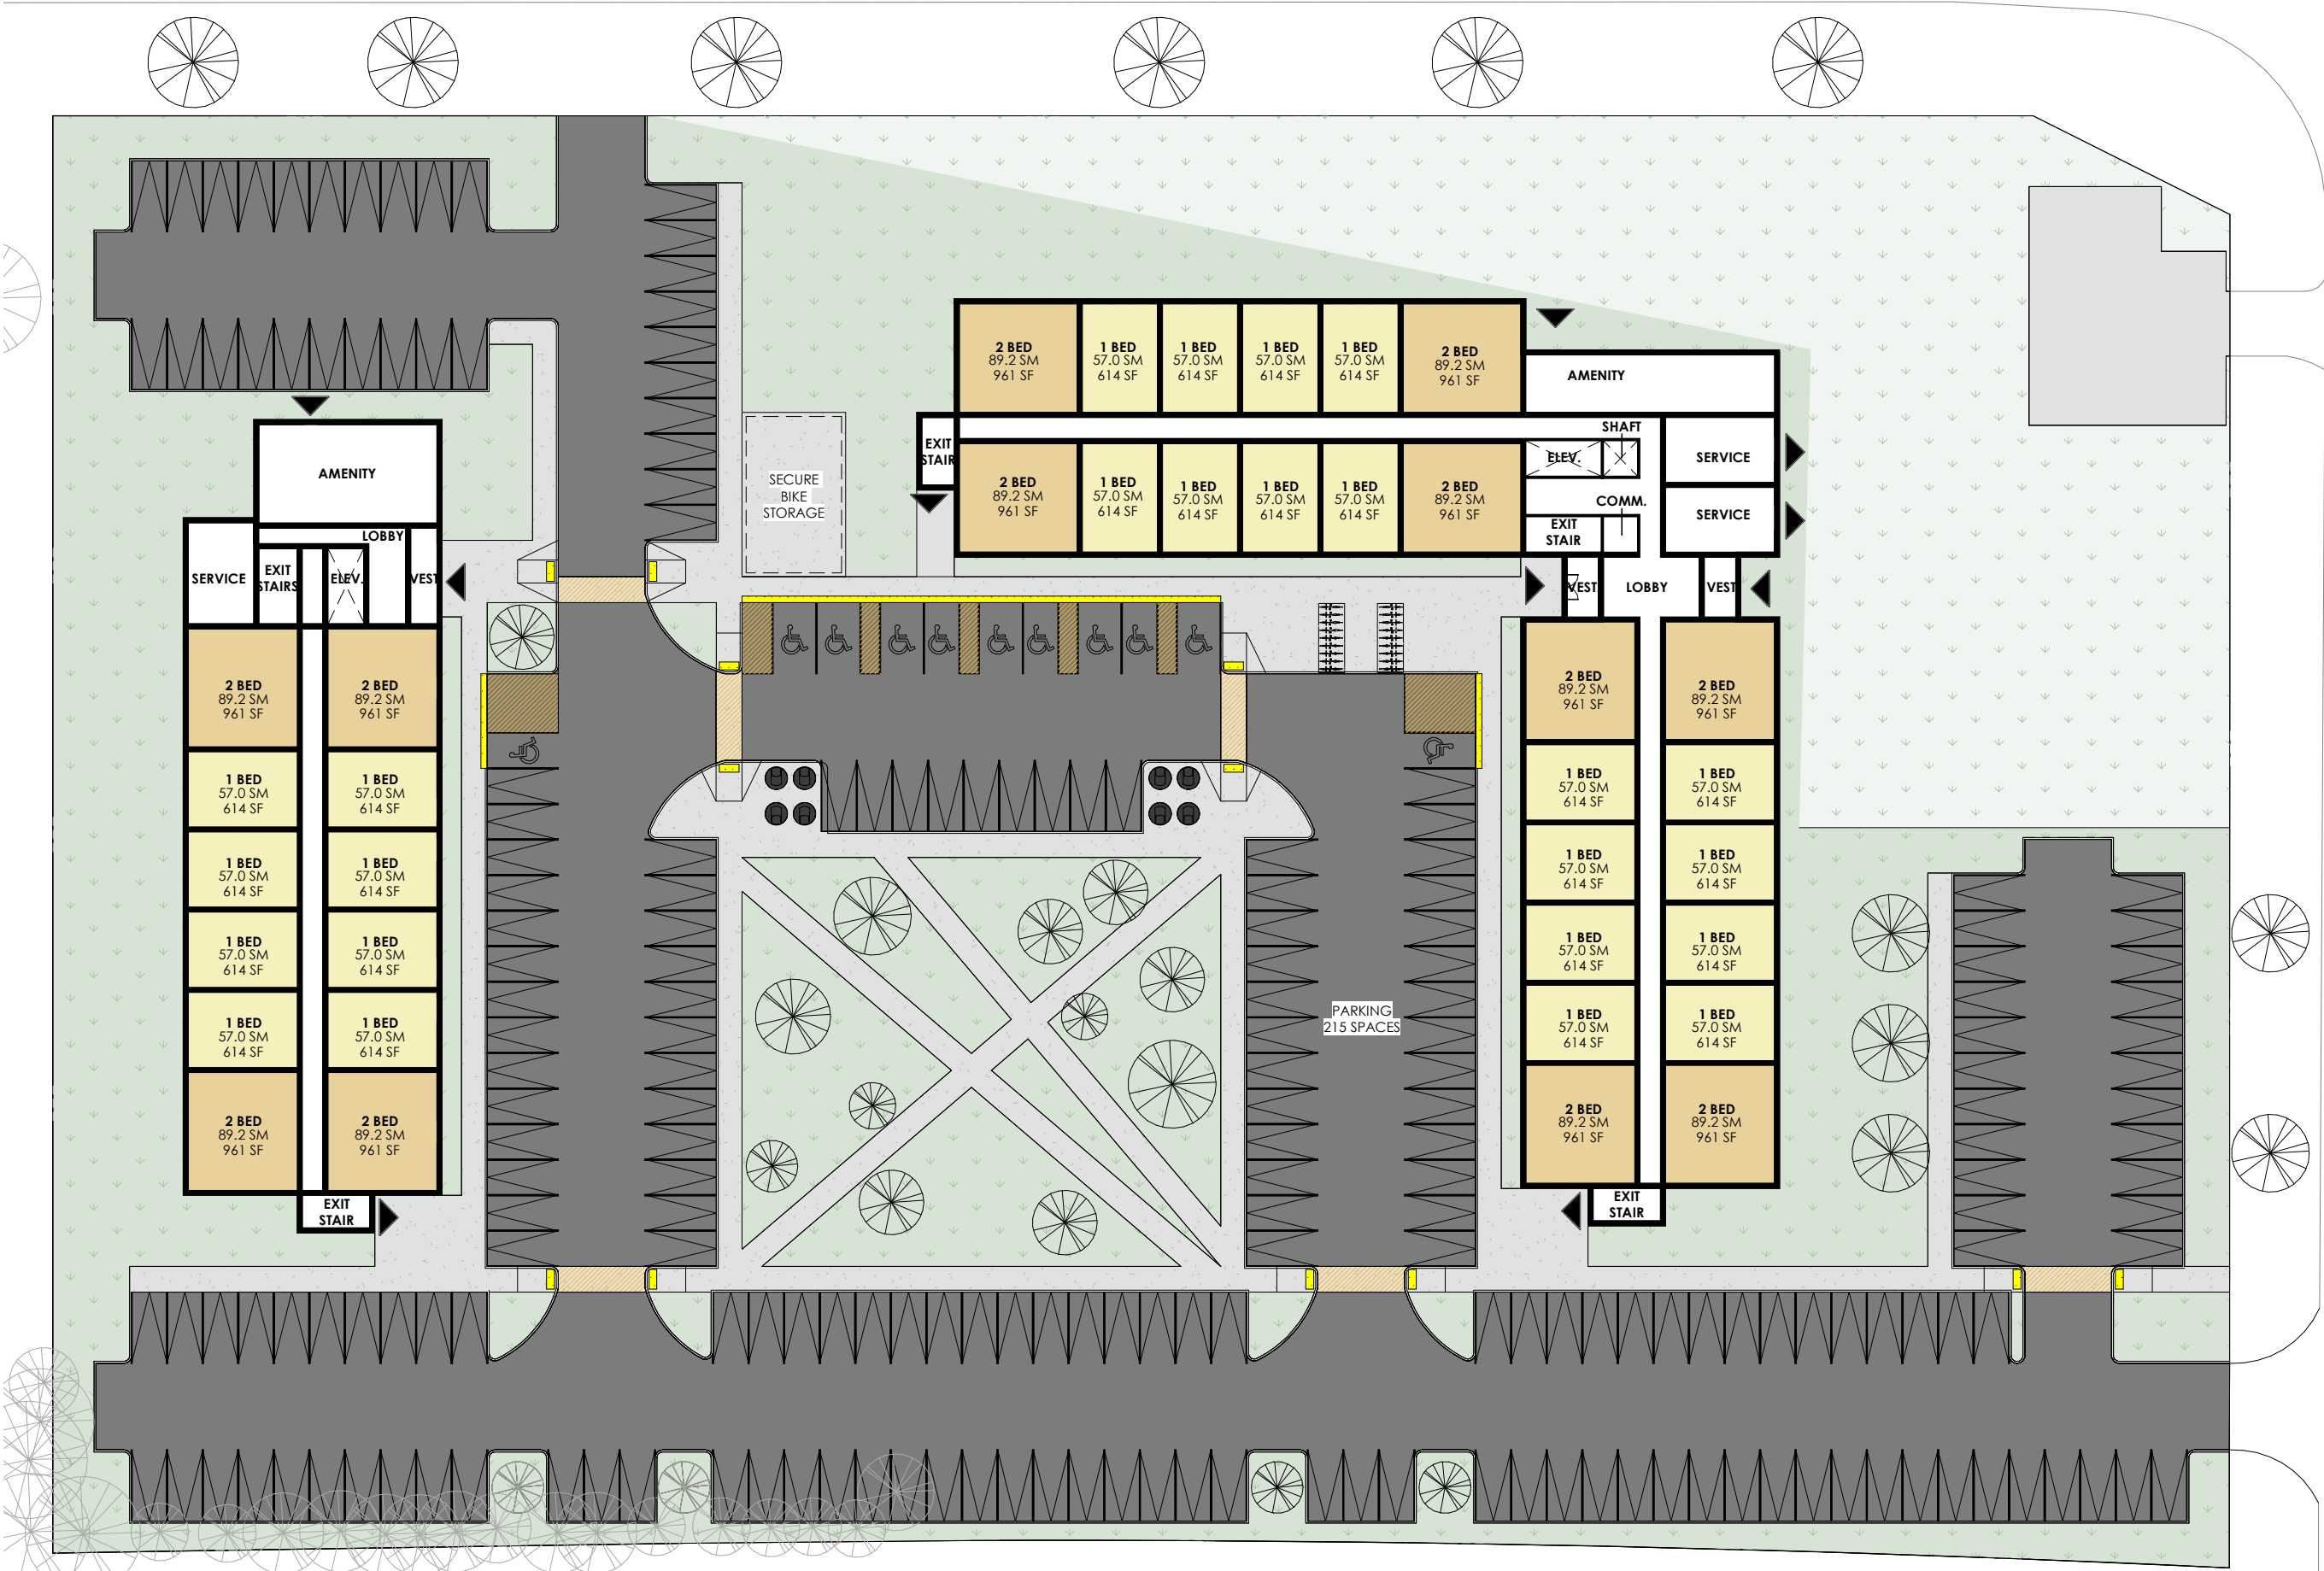 2 BED
89.2 SM
961 SF
1 BED
57.0 SM
614 SF
1 BED
57.0 SM
614 SF
1 BED
57.0 SM
614 SF
1 BED
57.0 SM
614 SF
2 BED
89.2 SM
961 SF
AMENITY
EXIT
STAIR
SHAFT
ELEV.
SERVICE
2 BED
89.2 SM
961 SF
1 BED
57.0 SM
614 SF
1 BED
57.0 SM
614 SF
1 BED
57.0 SM
614 SF
1 BED
57.0 SM
614 SF
2 BED
89.2 SM
961 SF
COMM.
EXIT
STAIR
SERVICE
VEST.
LOBBY
VEST.
SECURE
BIKE
STORAGE
AMENITY
LOBBY
SERVICE
EXIT
STAIRS
ELEV.
VEST.
2 BED
89.2 SM
961 SF
2 BED
89.2 SM
961 SF
1 BED
57.0 SM
614 SF
1 BED
57.0 SM
614 SF
1 BED
57.0 SM
614 SF
1 BED
57.0 SM
614 SF
1 BED
57.0 SM
614 SF
1 BED
57.0 SM
614 SF
1 BED
57.0 SM
614 SF
1 BED
57.0 SM
614 SF
2 BED
89.2 SM
961 SF
2 BED
89.2 SM
961 SF
EXIT
STAIR
PARKING
215 SPACES
2 BED
89.2 SM
961 SF
2 BED
89.2 SM
961 SF
1 BED
57.0 SM
614 SF
1 BED
57.0 SM
614 SF
1 BED
57.0 SM
614 SF
1 BED
57.0 SM
614 SF
1 BED
57.0 SM
614 SF
1 BED
57.0 SM
614 SF
1 BED
57.0 SM
614 SF
1 BED
57.0 SM
614 SF
2 BED
89.2 SM
961 SF
2 BED
89.2 SM
961 SF
EXIT
STAIR